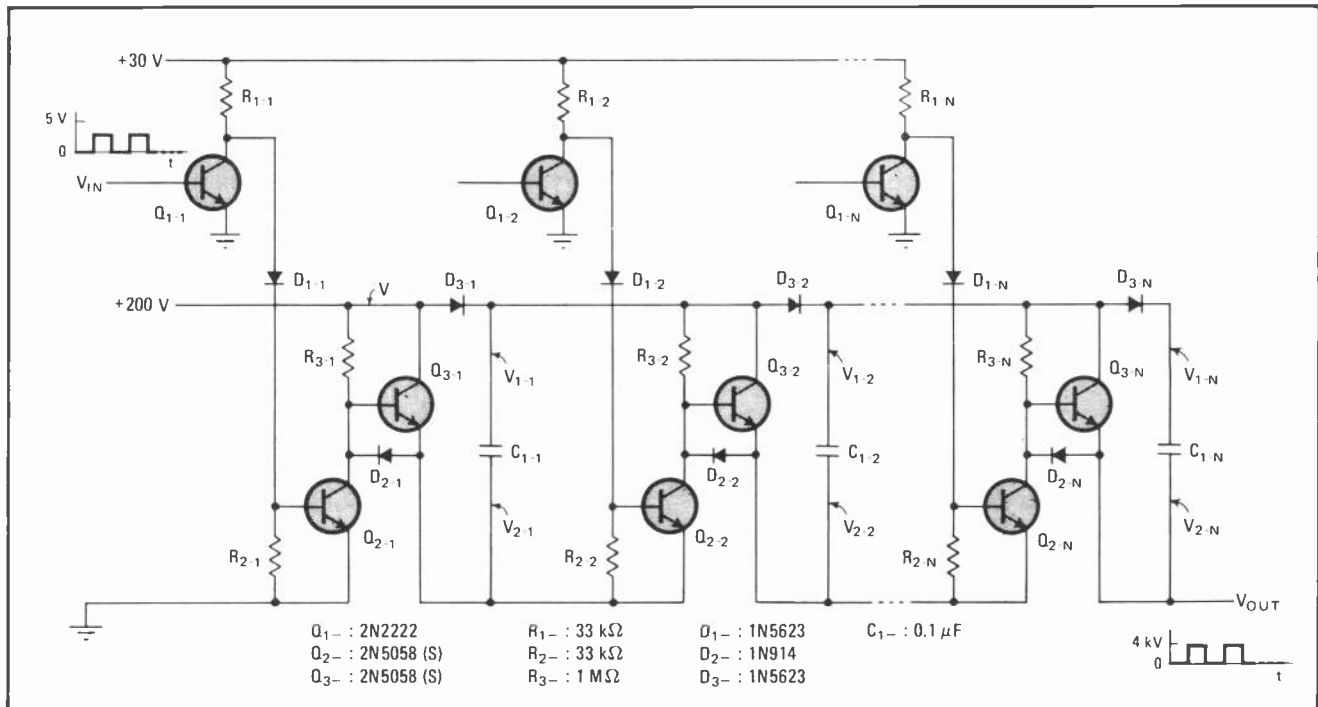 +30 V
R1-1
R1-2
R1-N
5 V
0
t
VIN
Q1-1
Q1-2
Q1-N
D1-1
D3-1
D1-2
D3-2
D1-N
D3-N
+200 V
V
R3-1
Q3-1
V1-1
R3-2
Q3-2
V1-2
R3-N
Q3-N
V1-N
D2-1
C1-1
D2-2
C1-2
D2-N
C1-N
Q2-1
V2-1
Q2-2
V2-2
Q2-N
V2-N
R2-1
R2-2
R2-N
VOUT
Q1– : 2N2222 R1– : 33 kΩ D1– : 1N5623 C1– : 0.1 μF
Q2– : 2N5058 (S) R2– : 33 kΩ D2– : 1N914
Q3– : 2N5058 (S) R3– : 1 MΩ D3– : 1N5623
4 kV
0
t